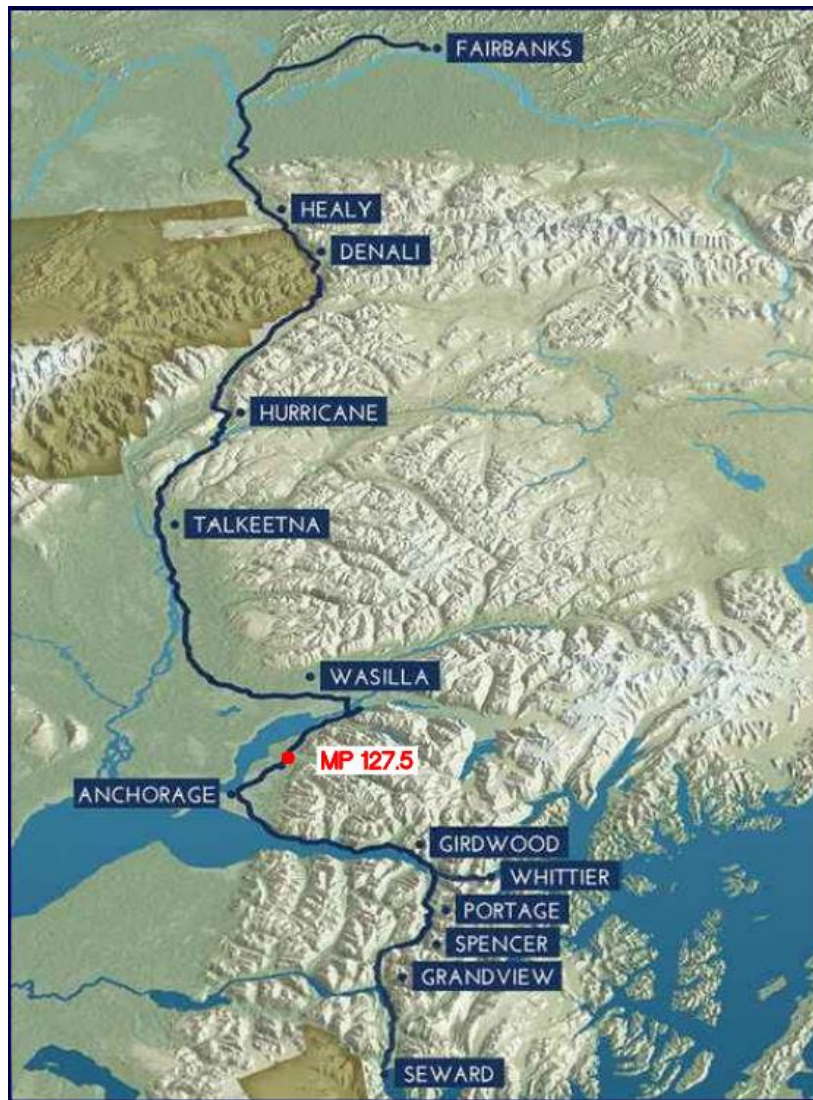 FAIRBANKS
HEALY
DENALI
HURRICANE
TALKEETNA
WASILLA
MP 127.5
ANCHORAGE
GIRDWOOD
WHITTIER
PORTAGE
SPENCER
GRANDVIEW
SEWARD